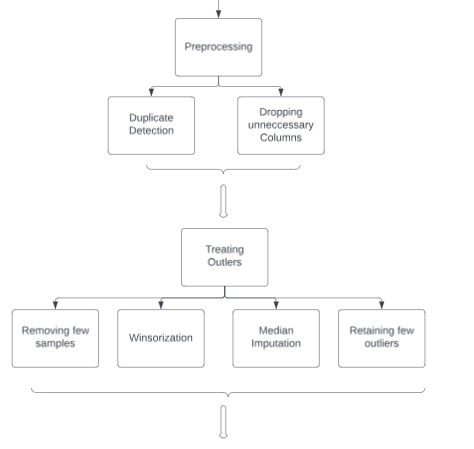 Preprocessing
Duplicate
Detection
Dropping
unneccessary
Columns
Treating
Outlers
Removing few
samples
Winsorization
Median
Imputation
Retaining few
outliers